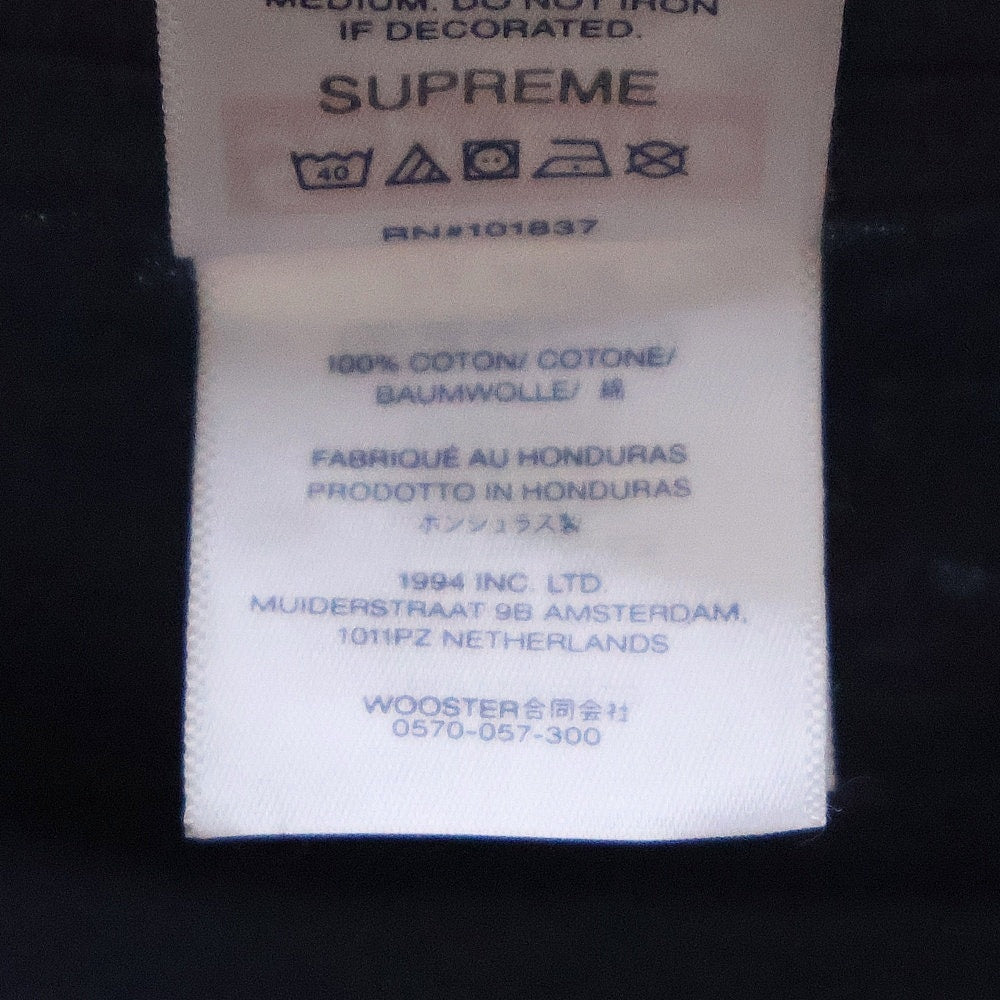 MEDIUM. DO NOT IRON
IF DECORATED.
SUPREME
40
RN#101837
100% COTON/ COTONE/
BAUMWOLLE/ 綿
FABRIQUÉ AU HONDURAS
PRODOTTO IN HONDURAS
ホンジュラス製
1994 INC. LTD.
MUIDERSTRAAT 9B AMSTERDAM,
1011PZ NETHERLANDS
WOOSTER合同会社
0570-057-300